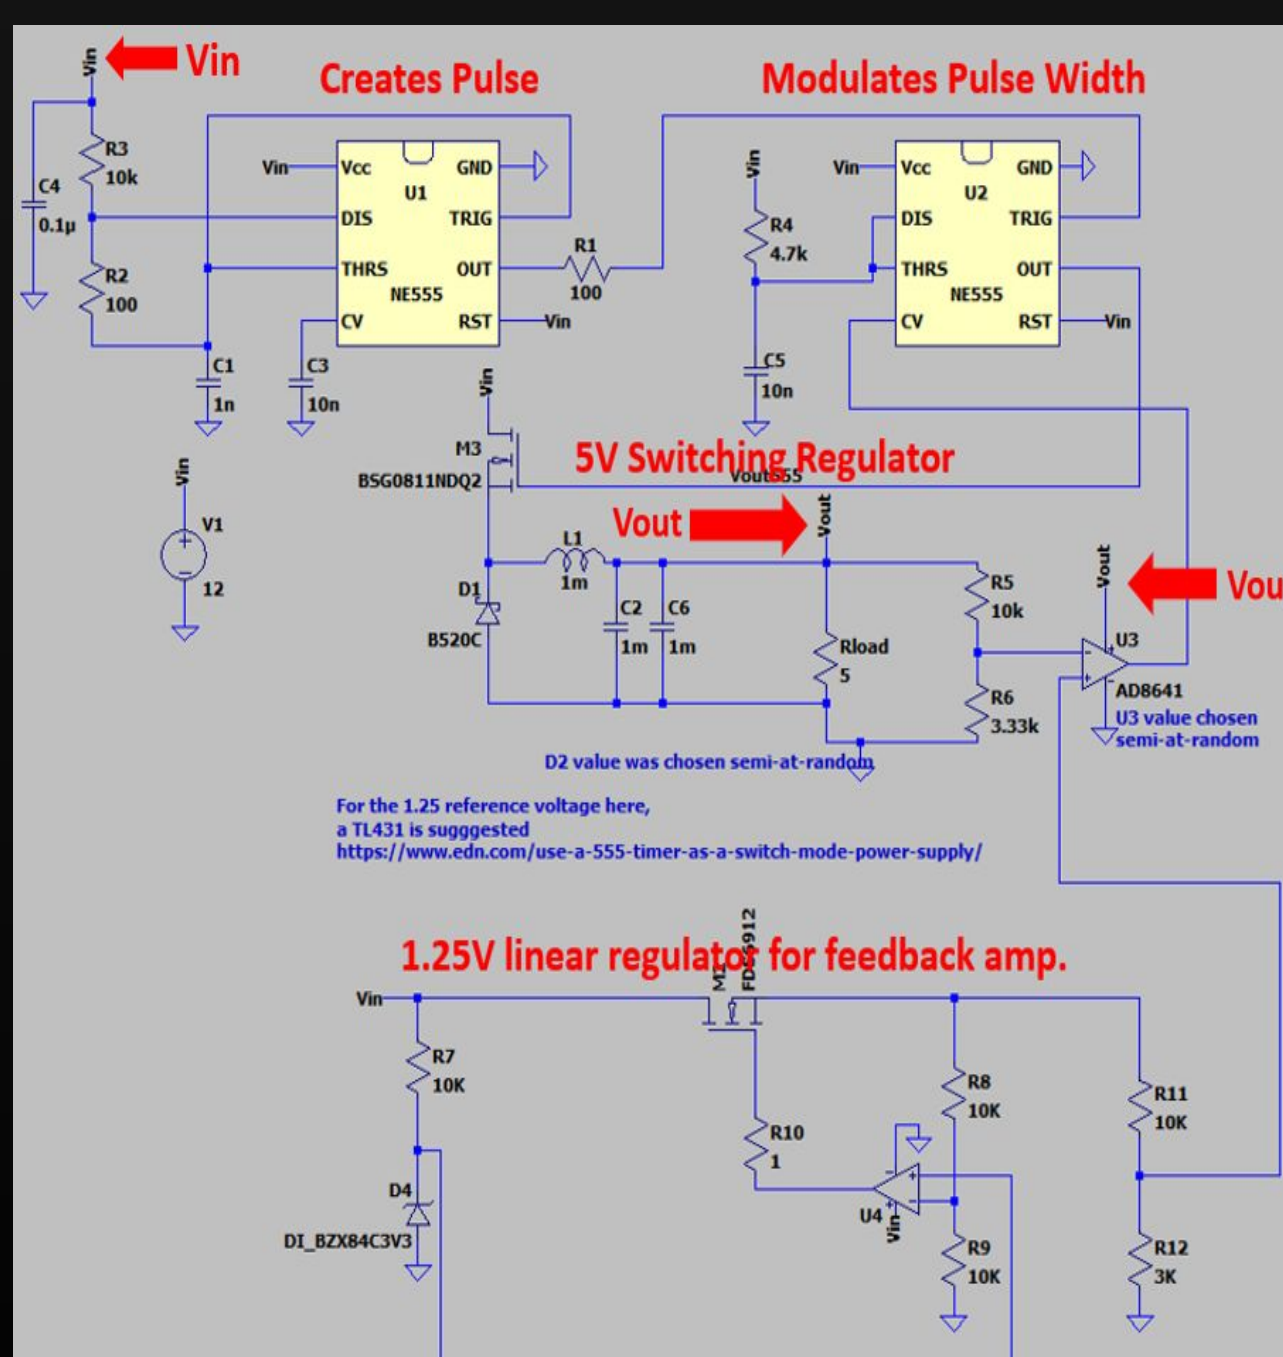 Vin
Vin
Creates Pulse
Modulates Pulse Width
R3
10k
C4
0.1µ
R2
100
C1
1n
C3
10n
Vin
Vcc
GND
U1
DIS
TRIG
THRS
OUT
NE555
CV
RST
Vin
R1
100
Vin
R4
4.7k
C5
10n
Vin
Vcc
GND
U2
DIS
TRIG
THRS
OUT
NE555
CV
RST
Vin
Vin
V1
12
Vin
M3
BSG0811NDQ2
5V Switching Regulator
Vout555
Vout
Vout
L1
1m
D1
B520C
C2
1m
C6
1m
Rload
5
R5
10k
R6
3.33k
Vout
Vou
U3
AD8641
U3 value chosen
semi-at-random
D2 value was chosen semi-at-random
For the 1.25 reference voltage here,
a TL431 is sugggested
https://www.edn.com/use-a-555-timer-as-a-switch-mode-power-supply/
1.25V linear regulator for feedback amp.
Vin
R7
10K
D4
DI_BZX84C3V3
R10
1
U4
Vin
R8
10K
R9
10K
R11
10K
R12
3K